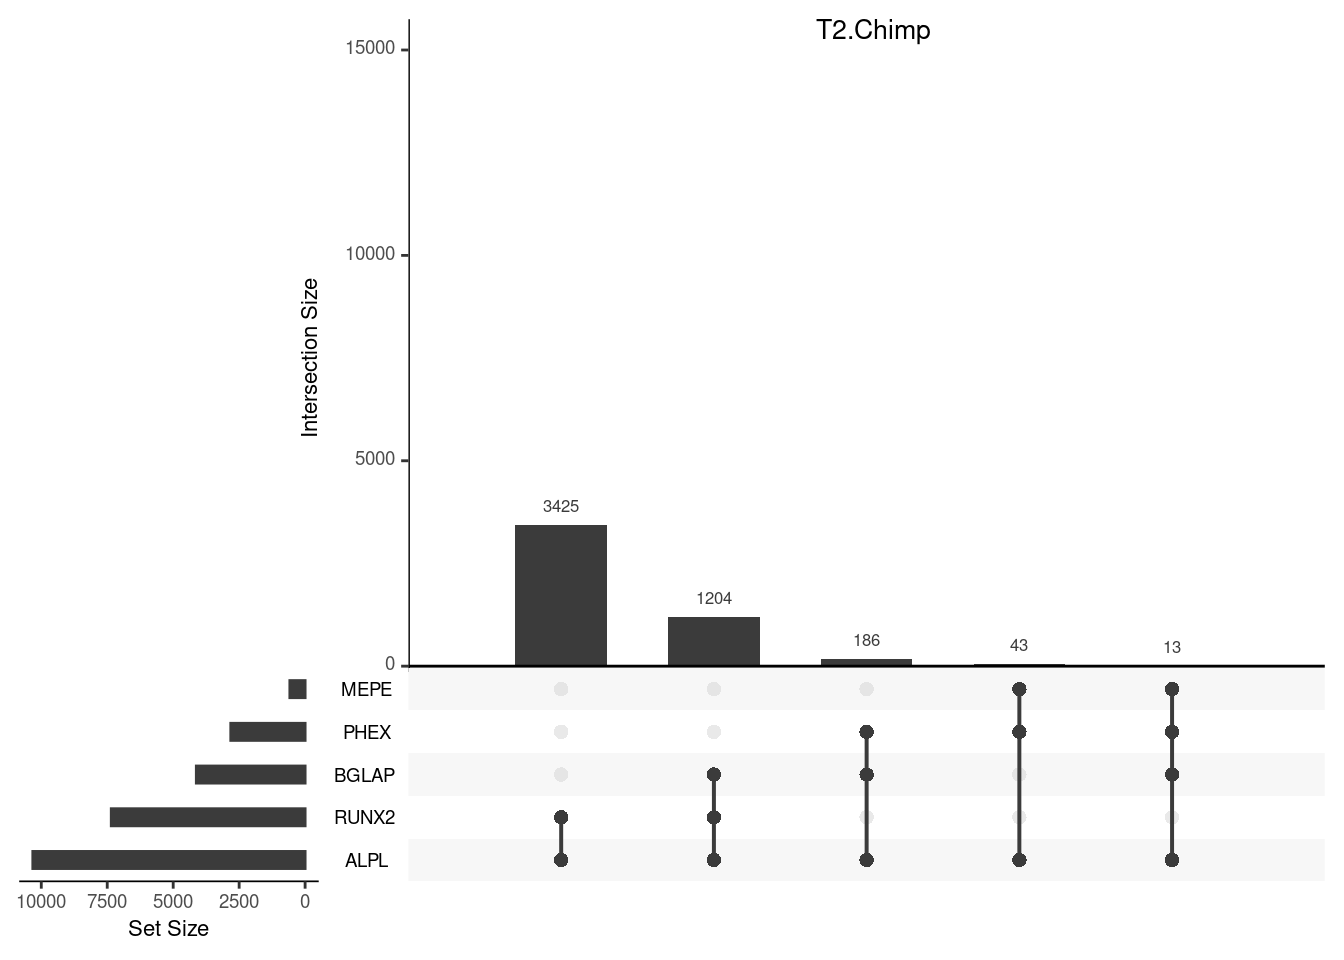 T2.Chimp
15000
10000
5000
0
Intersection Size
3425
1204
186
43
13
MEPE
PHEX
BGLAP
RUNX2
ALPL
10000 7500 5000 2500 0
Set Size